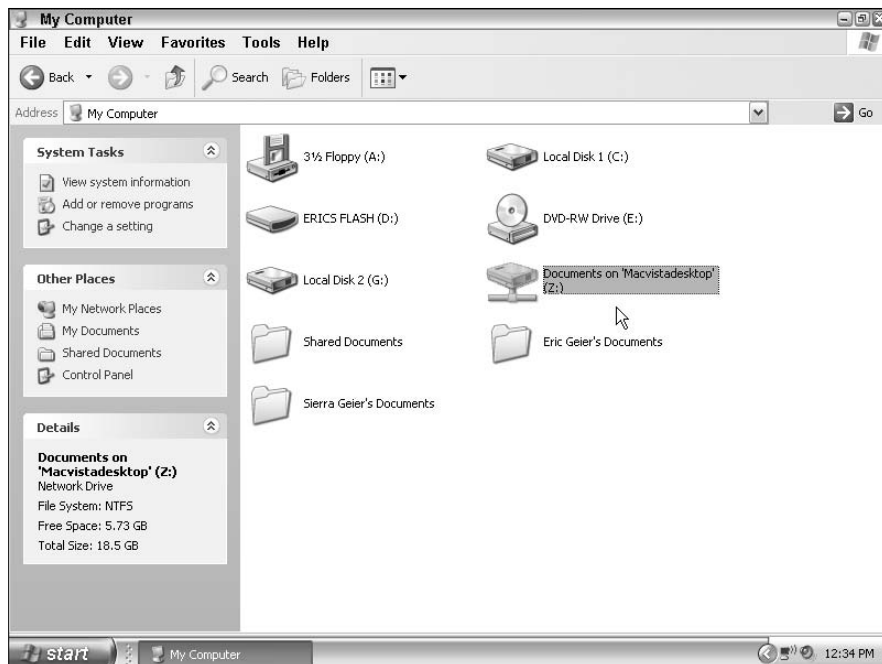 My Computer
File Edit View Favorites Tools Help
Back Search Folders
Address My Computer Go
System Tasks
View system information
Add or remove programs
Change a setting
Other Places
My Network Places
My Documents
Shared Documents
Control Panel
Details
Documents on
'Macvistadesktop' (Z:)
Network Drive
File System: NTFS
Free Space: 5.73 GB
Total Size: 18.5 GB
3½ Floppy (A:)
Local Disk 1 (C:)
ERICS FLASH (D:)
DVD-RW Drive (E:)
Local Disk 2 (G:)
Documents on 'Macvistadesktop'
(Z:)
Shared Documents
Eric Geier's Documents
Sierra Geier's Documents
start
My Computer
12:34 PM